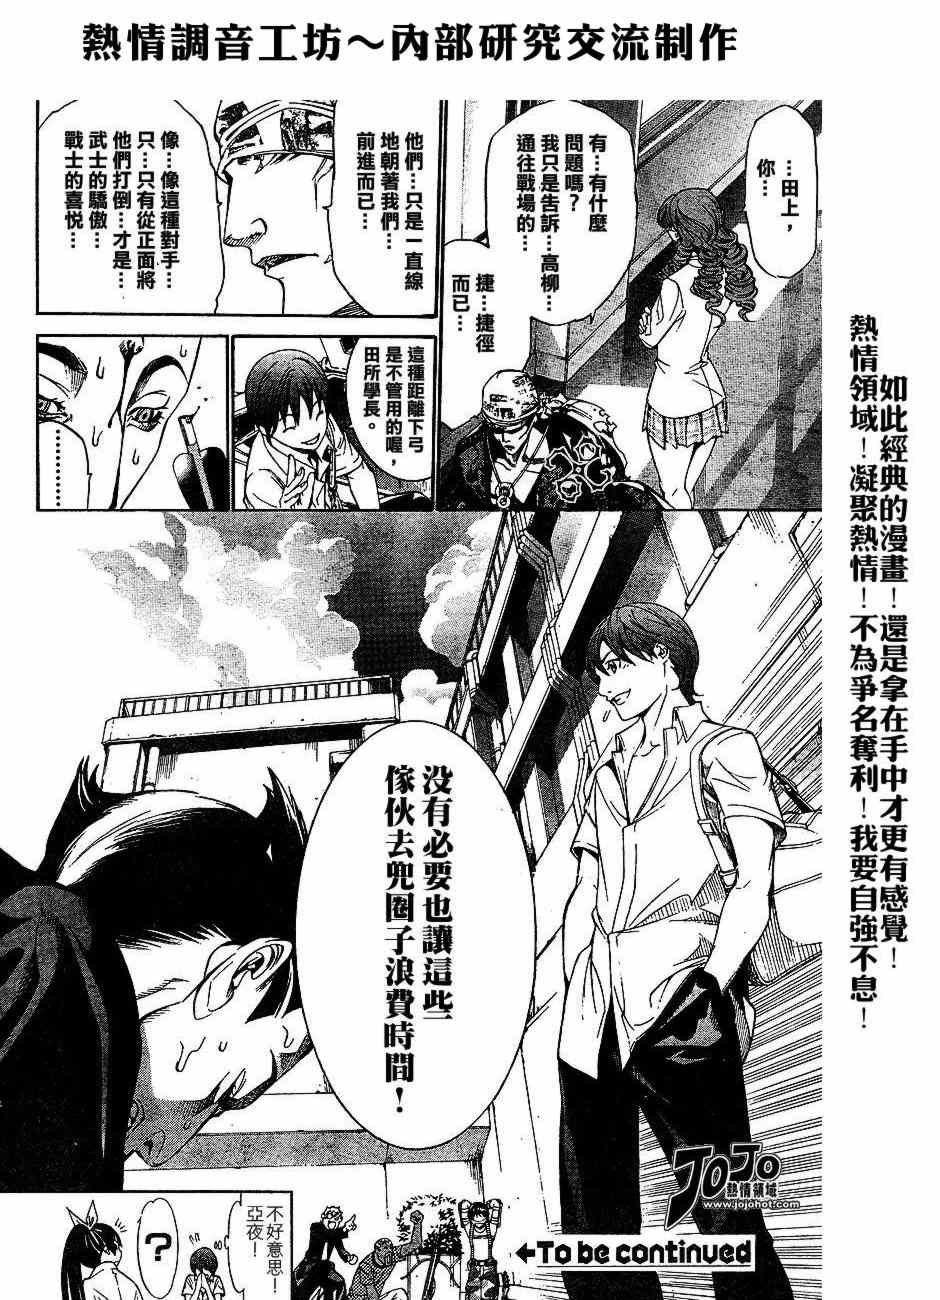 熱情調音工坊～內部研究交流制作
…田上，
你…
有…有什麼
問題嗎？
我只是告訴…高柳…
通往戰場的…
捷…捷徑
而已…
他們…只是一直線
地朝著我們…
前進而已…
像…像這種對手…
只…只有從正面將
他們打倒…才是…
武士的驕傲…
戰士的喜悅…
這種距離下弓
是不管用的喔，
田所學長。
…………
沒有必要也讓這些
傢伙去兜圈子浪費時間！
不好意思！
亞夜！
?
!?
如此經典的漫畫！還是拿在手中才更有感覺！
熱情領域！凝聚熱情！不為爭名奪利！我要自強不息！
JOJO
熱情領域
www.jojohot.com
←To be continued